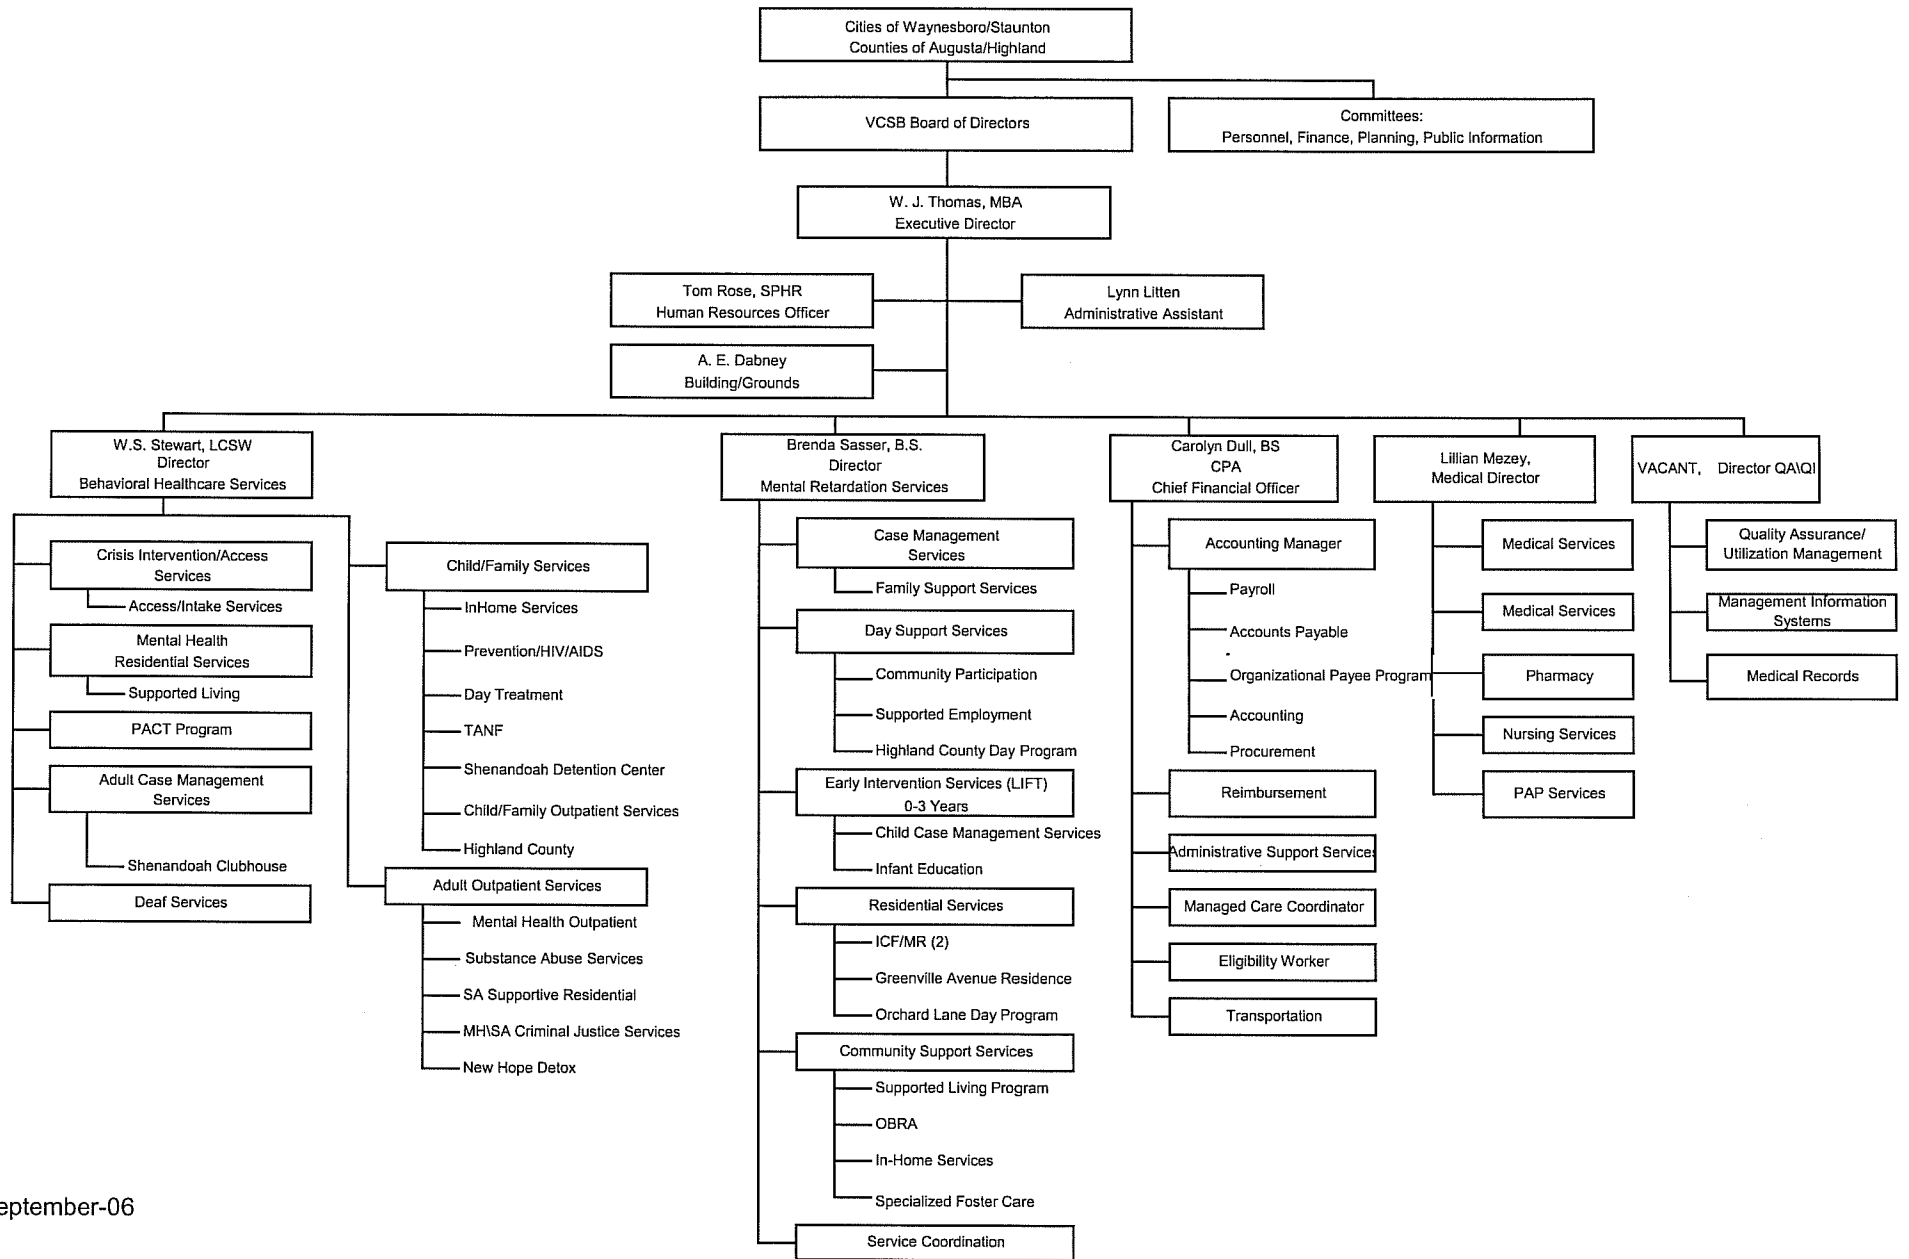 Cities of Waynesboro/Staunton
Counties of Augusta/Highland
VCSB Board of Directors
Committees:
Personnel, Finance, Planning, Public Information
W. J. Thomas, MBA
Executive Director
Tom Rose, SPHR
Human Resources Officer
Lynn Litten
Administrative Assistant
A. E. Dabney
Building/Grounds
W.S. Stewart, LCSW
Director
Behavioral Healthcare Services
Crisis Intervention/Access
Services
Access/Intake Services
Mental Health
Residential Services
Supported Living
PACT Program
Adult Case Management
Services
Shenandoah Clubhouse
Deaf Services
Child/Family Services
InHome Services
Prevention/HIV/AIDS
Day Treatment
TANF
Shenandoah Detention Center
Child/Family Outpatient Services
Highland County
Adult Outpatient Services
Mental Health Outpatient
Substance Abuse Services
SA Supportive Residential
MH\SA Criminal Justice Services
New Hope Detox
Brenda Sasser, B.S.
Director
Mental Retardation Services
Case Management
Services
Family Support Services
Day Support Services
Community Participation
Supported Employment
Highland County Day Program
Early Intervention Services (LIFT)
0-3 Years
Child Case Management Services
Infant Education
Residential Services
ICF/MR (2)
Greenville Avenue Residence
Orchard Lane Day Program
Community Support Services
Supported Living Program
OBRA
In-Home Services
Specialized Foster Care
Service Coordination
Carolyn Dull, BS
CPA
Chief Financial Officer
Accounting Manager
Payroll
Accounts Payable
Organizational Payee Program
Accounting
Procurement
Reimbursement
Administrative Support Services
Managed Care Coordinator
Eligibility Worker
Transportation
Lillian Mezey,
Medical Director
Medical Services
Medical Services
Pharmacy
Nursing Services
PAP Services
VACANT, Director QA\QI
Quality Assurance/
Utilization Management
Management Information
Systems
Medical Records
eptember-06